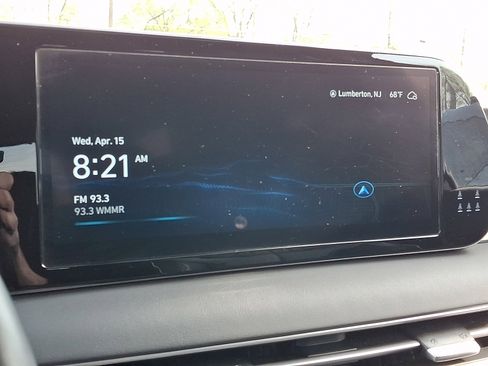 Lumberton, NJ 68°F
Wed, Apr. 15
8:21 AM
FM 93.3
93.3 WMMR